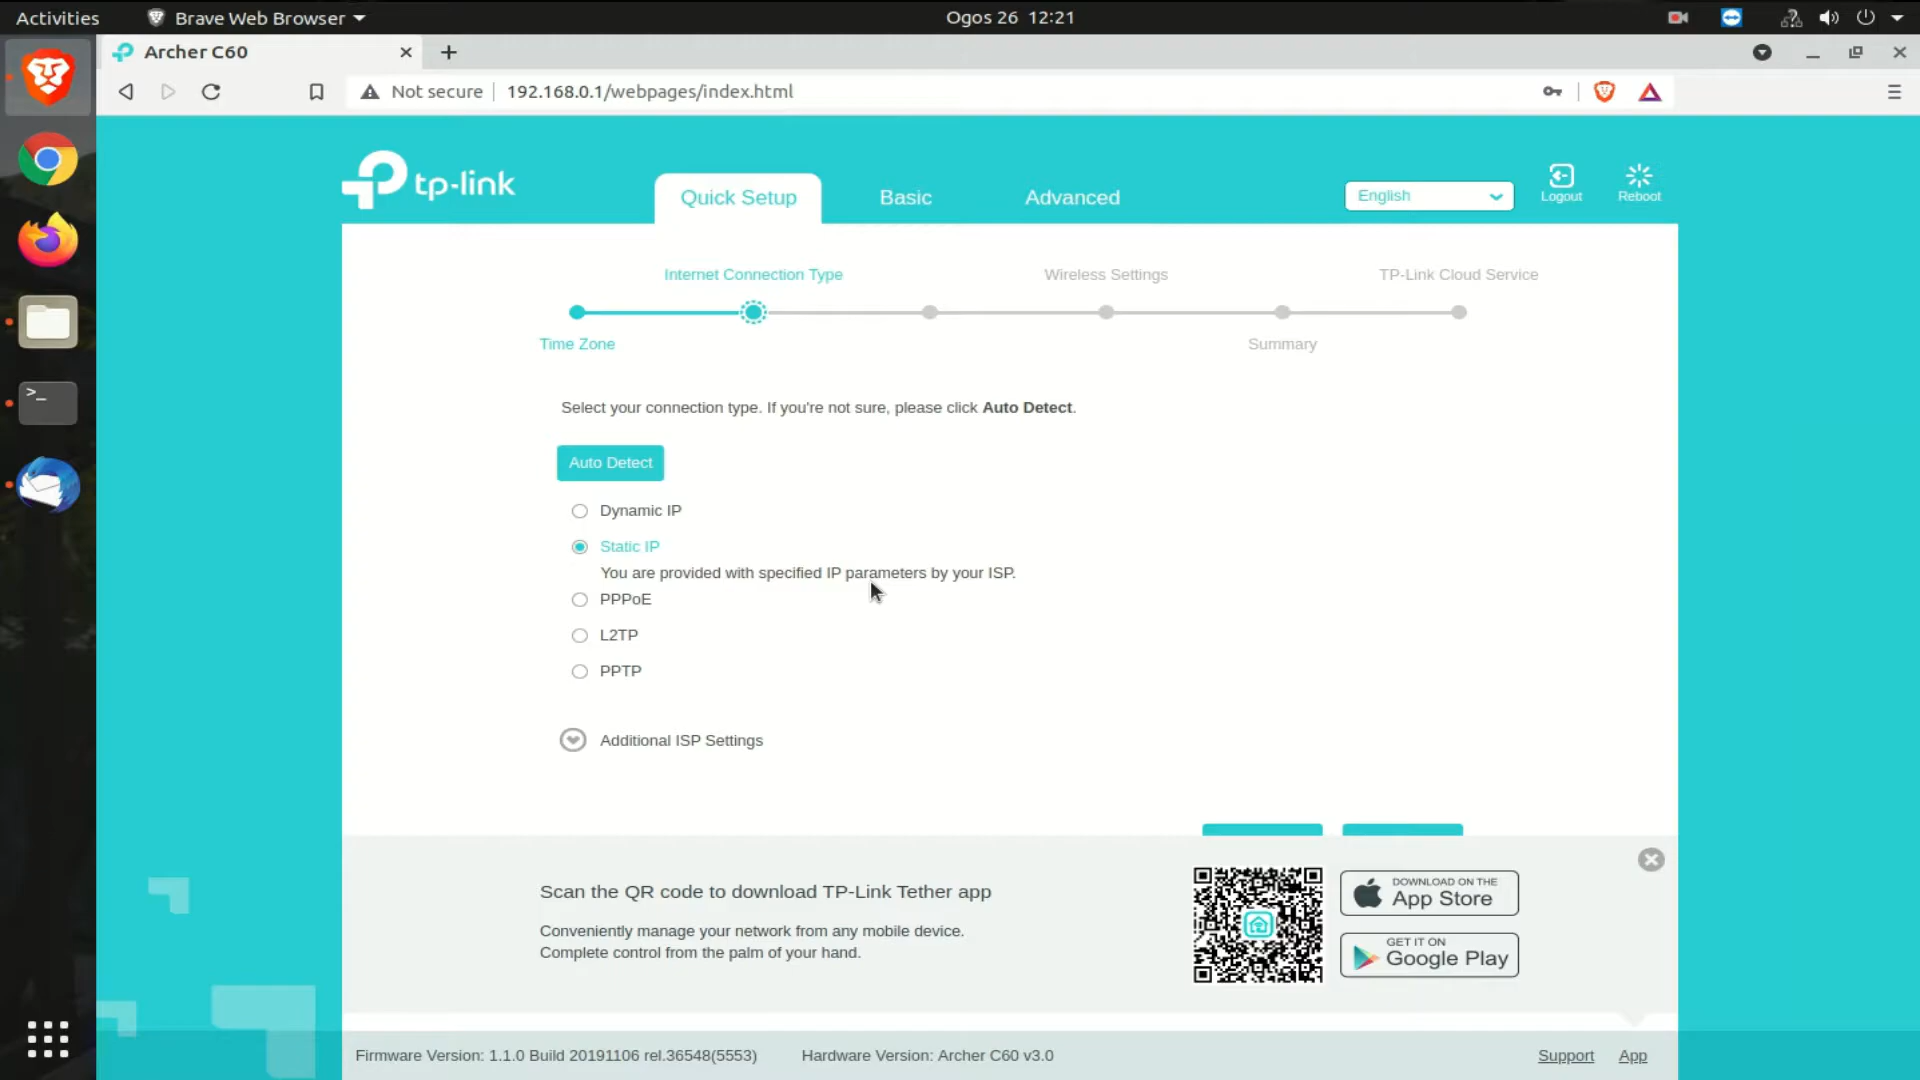 Activities
Brave Web Browser
Ogos 26 12:21
Archer C60
Not secure
192.168.0.1/webpages/index.html
tp-link
Quick Setup
Basic
Advanced
English
Logout
Reboot
Internet Connection Type
Wireless Settings
TP-Link Cloud Service
Time Zone
Summary
Select your connection type. If you're not sure, please click Auto Detect.
Auto Detect
Dynamic IP
Static IP
You are provided with specified IP parameters by your ISP.
PPPoE
L2TP
PPTP
Additional ISP Settings
Scan the QR code to download TP-Link Tether app
Conveniently manage your network from any mobile device.
Complete control from the palm of your hand.
DOWNLOAD ON THE
App Store
GET IT ON
Google Play
Firmware Version: 1.1.0 Build 20191106 rel.36548(5553)
Hardware Version: Archer C60 v3.0
Support
App